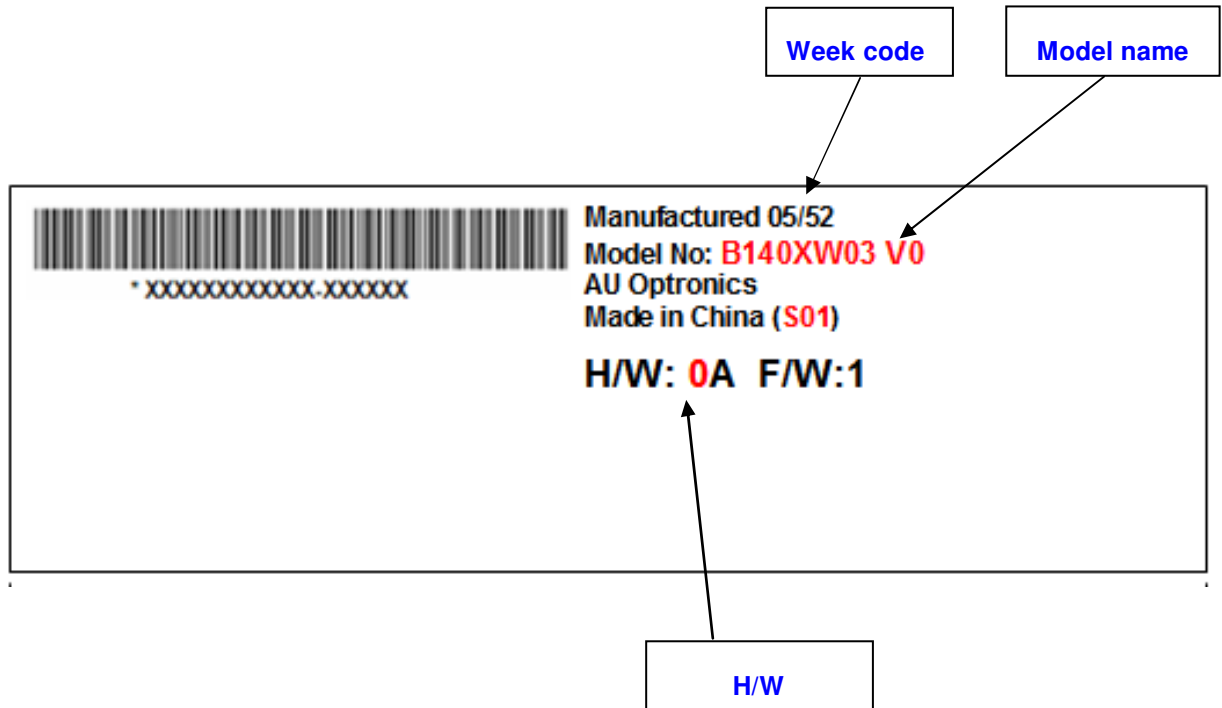 Week code
Model name
Manufactured 05/52
Model No: B140XW03 V0
AU Optronics
Made in China (S01)
* XXXXXXXXXXXX-XXXXXX
H/W: 0A F/W:1
H/W